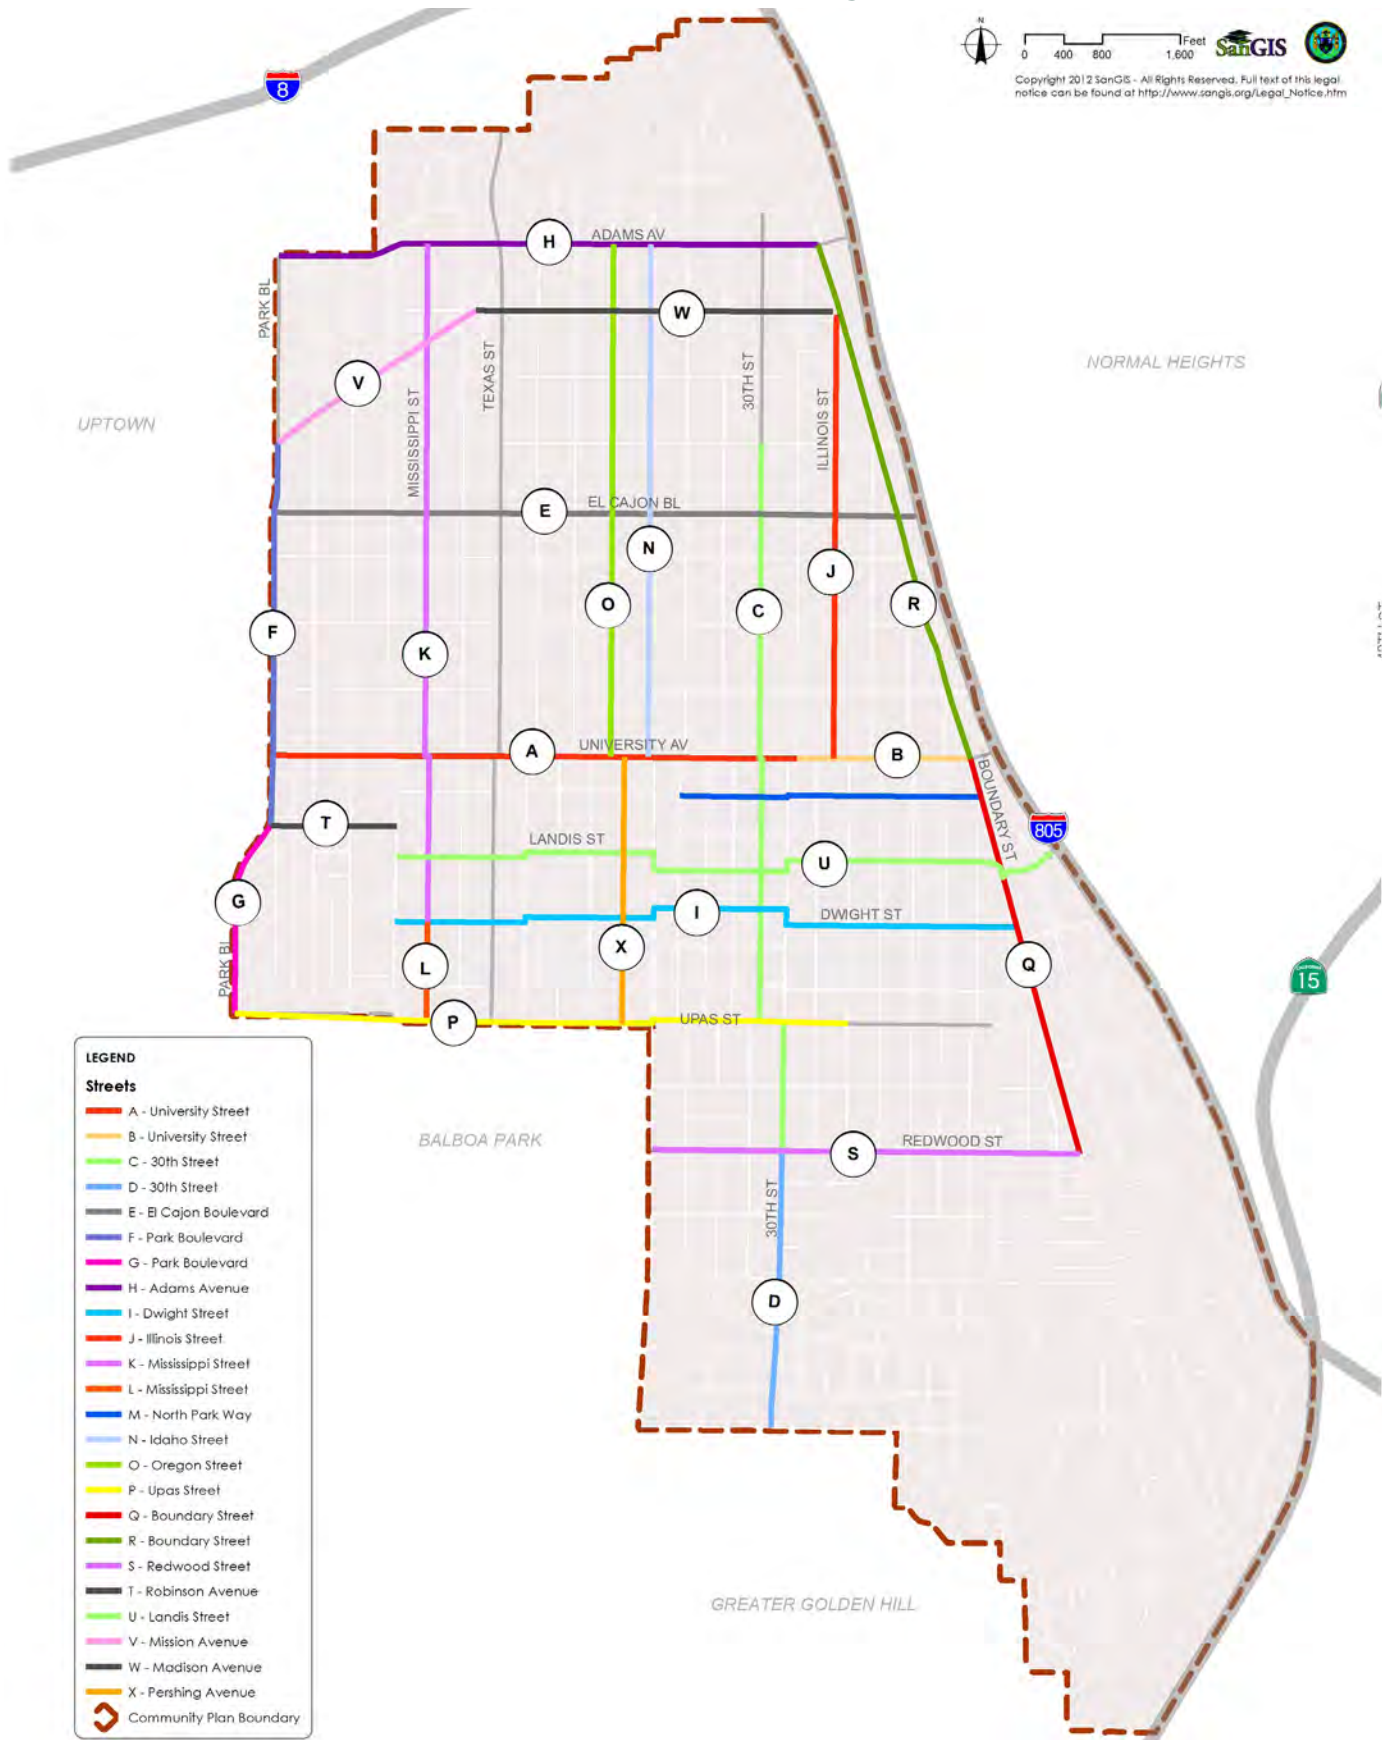 N
Feet
0 400 800 1,600
SanGIS
Copyright 2012 SanGIS - All Rights Reserved. Full text of this legal
notice can be found at http://www.sangis.org/Legal_Notice.htm
8
H
ADAMS AV
PARK BL
W
V
MISSISSIPPI ST
TEXAS ST
30TH ST
ILLINOIS ST
NORMAL HEIGHTS
UPTOWN
E
EL CAJON BL
N
J
O
C
R
F
K
A
UNIVERSITY AV
B
BOUNDARY ST
T
805
LANDIS ST
U
G
I
DWIGHT ST
PARK BL
X
L
Q
15
P
UPAS ST
BALBOA PARK
REDWOOD ST
S
30TH ST
D
GREATER GOLDEN HILL
LEGEND
Streets
A - University Street
B - University Street
C - 30th Street
D - 30th Street
E - El Cajon Boulevard
F - Park Boulevard
G - Park Boulevard
H - Adams Avenue
I - Dwight Street
J - Illinois Street
K - Mississippi Street
L - Mississippi Street
M - North Park Way
N - Idaho Street
O - Oregon Street
P - Upas Street
Q - Boundary Street
R - Boundary Street
S - Redwood Street
T - Robinson Avenue
U - Landis Street
V - Mission Avenue
W - Madison Avenue
X - Pershing Avenue
Community Plan Boundary